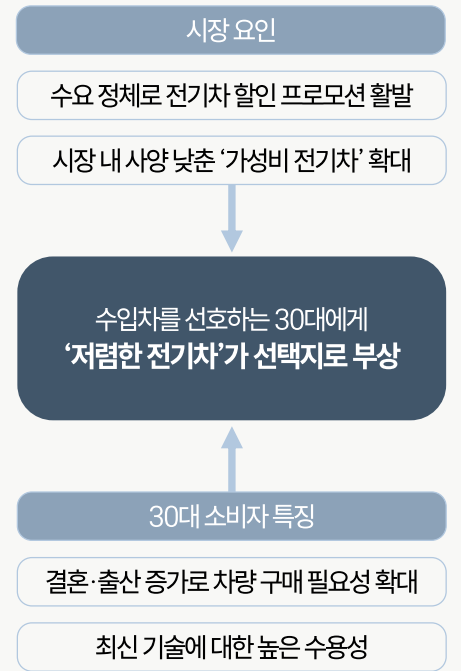 시장 요인
수요 정체로 전기차 할인 프로모션 활발
시장 내 사양 낮춘 ‘가성비 전기차’ 확대
수입차를 선호하는 30대에게
‘저렴한 전기차’가 선택지로 부상
30대 소비자 특징
결혼·출산 증가로 차량 구매 필요성 확대
최신 기술에 대한 높은 수용성